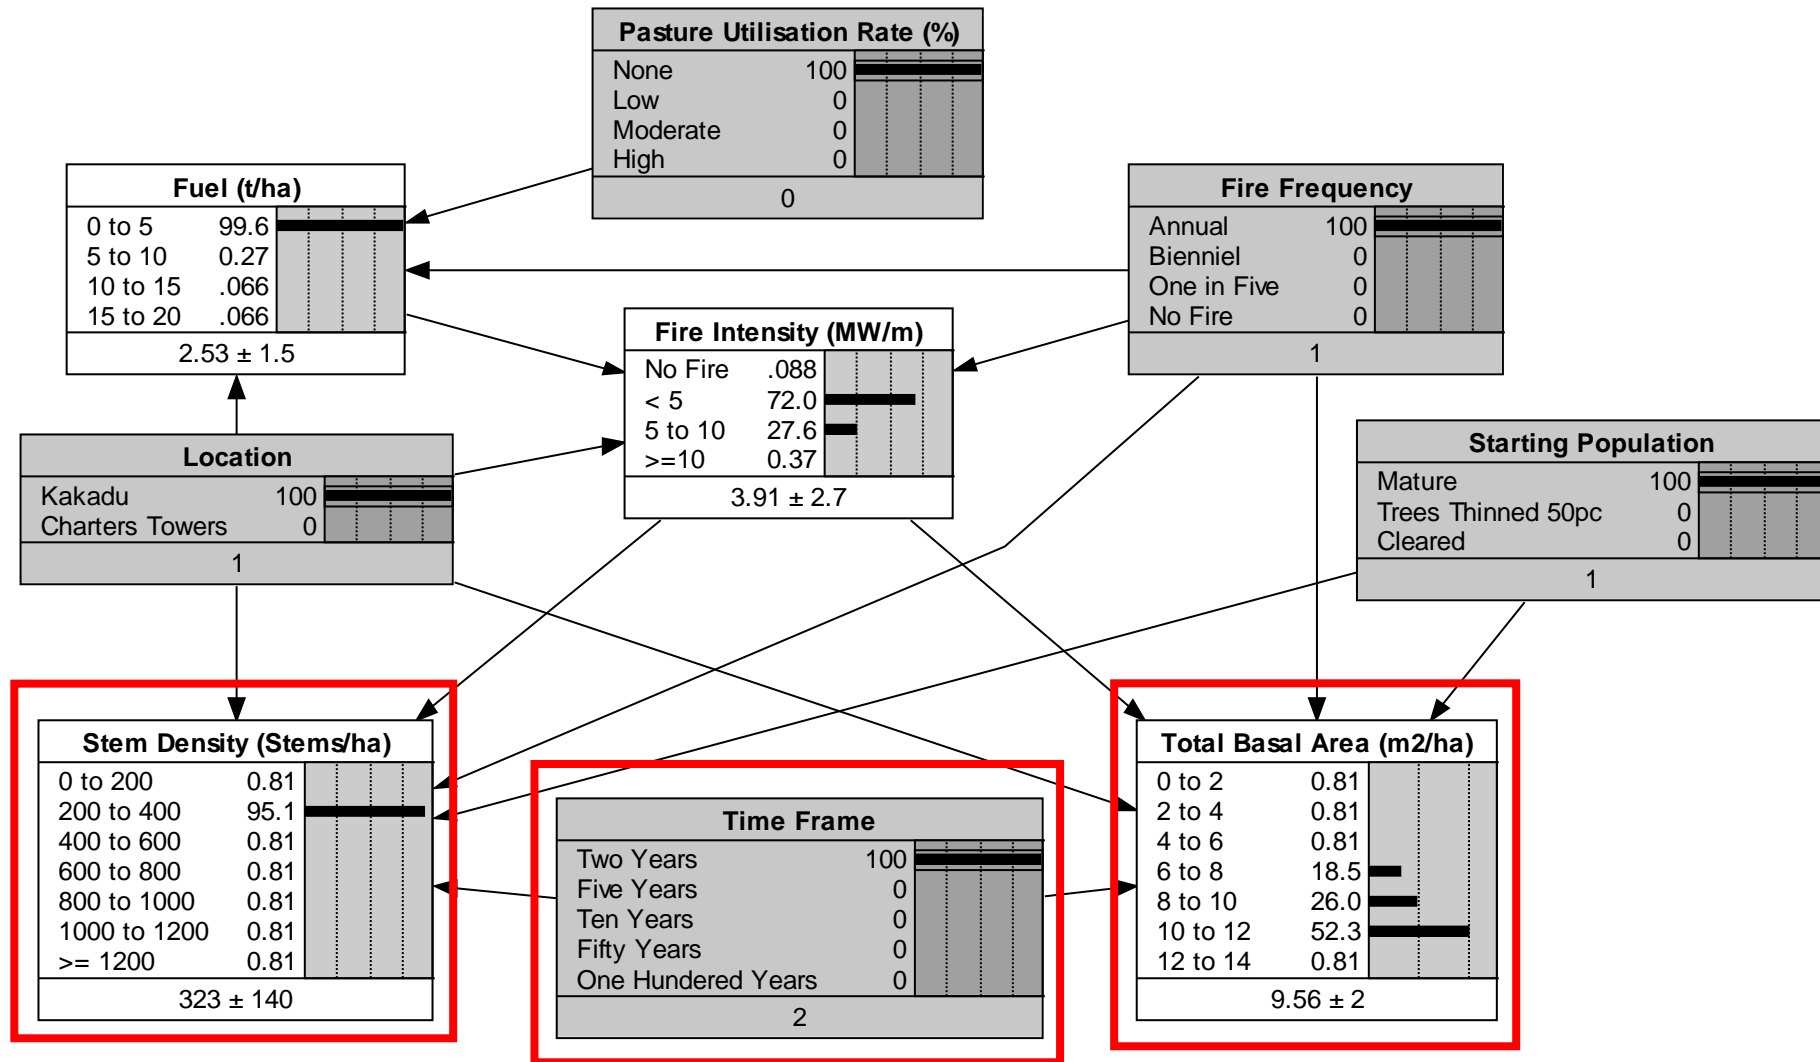 Pasture Utilisation Rate (%)
None 100
Low 0
Moderate 0
High 0
0
Fuel (t/ha)
0 to 5 99.6
5 to 10 0.27
10 to 15 .066
15 to 20 .066
2.53 ± 1.5
Fire Frequency
Annual 100
Bienniel 0
One in Five 0
No Fire 0
1
Fire Intensity (MW/m)
No Fire .088
< 5 72.0
5 to 10 27.6
>=10 0.37
3.91 ± 2.7
Location
Kakadu 100
Charters Towers 0
1
Starting Population
Mature 100
Trees Thinned 50pc 0
Cleared 0
1
Stem Density (Stems/ha)
0 to 200 0.81
200 to 400 95.1
400 to 600 0.81
600 to 800 0.81
800 to 1000 0.81
1000 to 1200 0.81
>= 1200 0.81
323 ± 140
Time Frame
Two Years 100
Five Years 0
Ten Years 0
Fifty Years 0
One Hundered Years 0
2
Total Basal Area (m2/ha)
0 to 2 0.81
2 to 4 0.81
4 to 6 0.81
6 to 8 18.5
8 to 10 26.0
10 to 12 52.3
12 to 14 0.81
9.56 ± 2